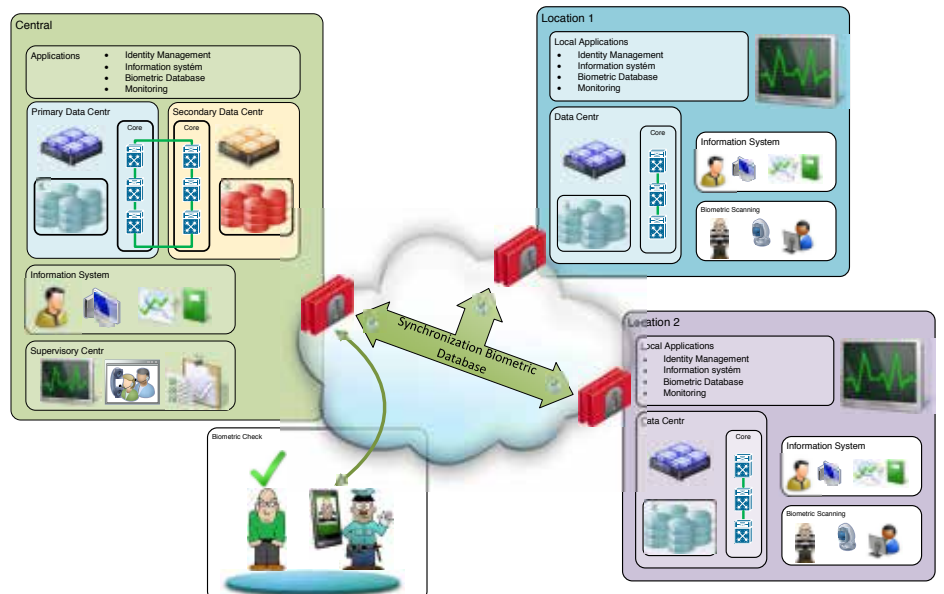 Central
Applications
• Identity Management
• Information systém
• Biometric Database
• Monitoring
Primary Data Centr
Core
Secondary Data Centr
Core
Information System
Supervisory Centr
Location 1
Local Applications
• Identity Management
• Information systém
• Biometric Database
• Monitoring
Data Centr
Core
Information System
Biometric Scanning
Synchronization Biometric
Database
Location 2
Local Applications
• Identity Management
• Information systém
• Biometric Database
• Monitoring
Data Centr
Core
Information System
Biometric Scanning
Biometric Check